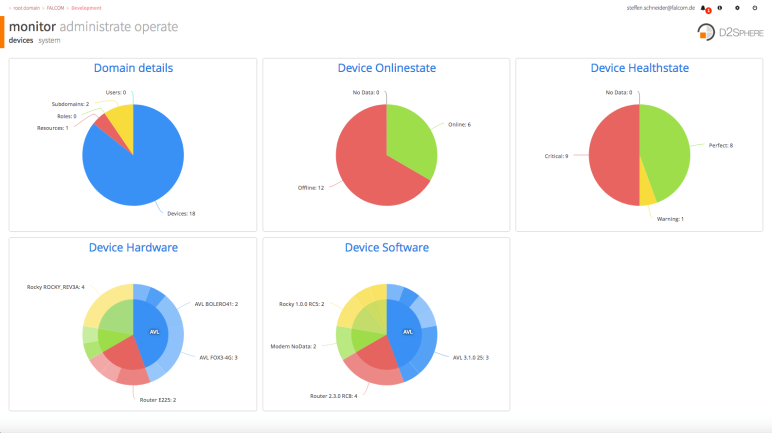 root domain › FALCOM › Development
steffen.schneider@falcom.de
monitor administrate operate
devices system
D2SPHERE
Domain details
Users: 0
Subdomains: 2
Roles: 0
Resources: 1
Devices: 18
Device Onlinestate
No Data: 0
Online: 6
Offline: 12
Device Healthstate
No Data: 0
Perfect: 8
Critical: 9
Warning: 1
Device Hardware
Rocky ROCKY_REV3A: 4
AVL BOLERO41: 2
AVL
AVL FOX3-4G: 3
Router E225: 2
Device Software
Rocky 1.0.0 RC5: 2
AVL
Modern NoData: 2
AVL 3.1.0 25: 3
Router 2.3.0 RC8: 4